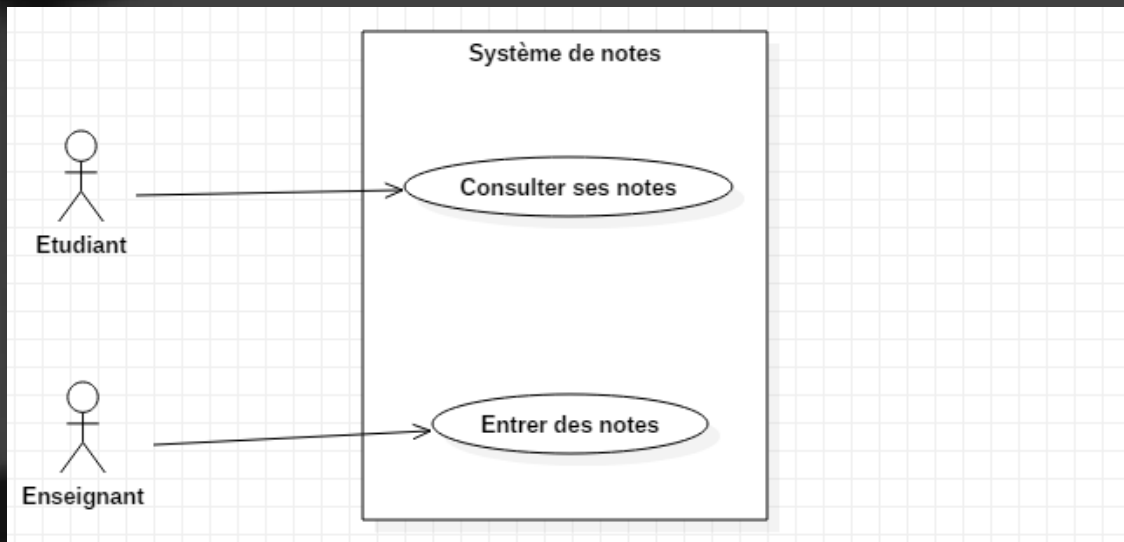 Système de notes
Consulter ses notes
Etudiant
Entrer des notes
Enseignant